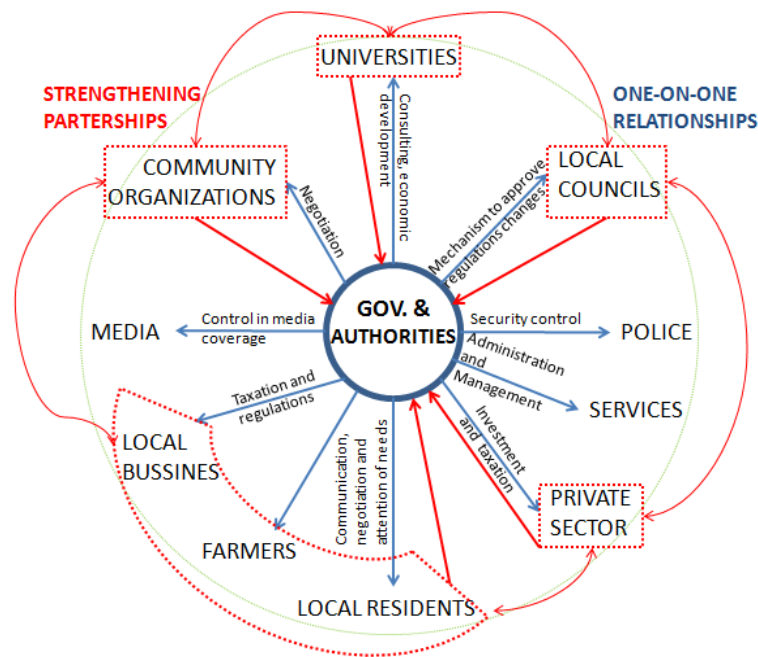 UNIVERSITIES
STRENGTHENING
PARTERSHIPS
ONE-ON-ONE
RELATIONSHIPS
Consulting, economic
development
COMMUNITY
ORGANIZATIONS
LOCAL
COUNCILS
Negotiation
Mechanism to approve
regulations changes
GOV. &
AUTHORITIES
MEDIA
Control in media
coverage
Security control
POLICE
Administration
and
Management
SERVICES
Taxation and
regulations
LOCAL
BUSSINES
Investment
and taxation
PRIVATE
SECTOR
Communication,
negotiation and
attention of needs
FARMERS
LOCAL RESIDENTS